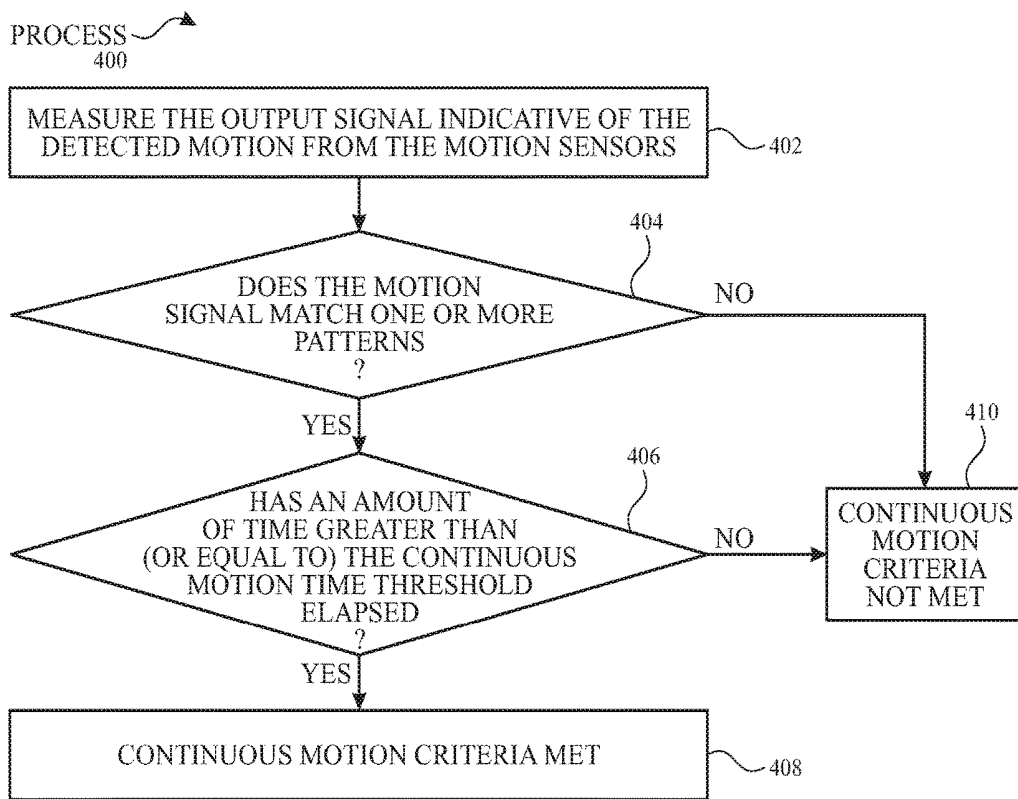 PROCESS
400
MEASURE THE OUTPUT SIGNAL INDICATIVE OF THE
DETECTED MOTION FROM THE MOTION SENSORS
402
404
DOES THE MOTION
SIGNAL MATCH ONE OR MORE
PATTERNS
?
NO
YES
410
406
HAS AN AMOUNT
OF TIME GREATER THAN
(OR EQUAL TO) THE CONTINUOUS
MOTION TIME THRESHOLD
ELAPSED
?
NO
CONTINUOUS
MOTION
CRITERIA
NOT MET
YES
CONTINUOUS MOTION CRITERIA MET
408